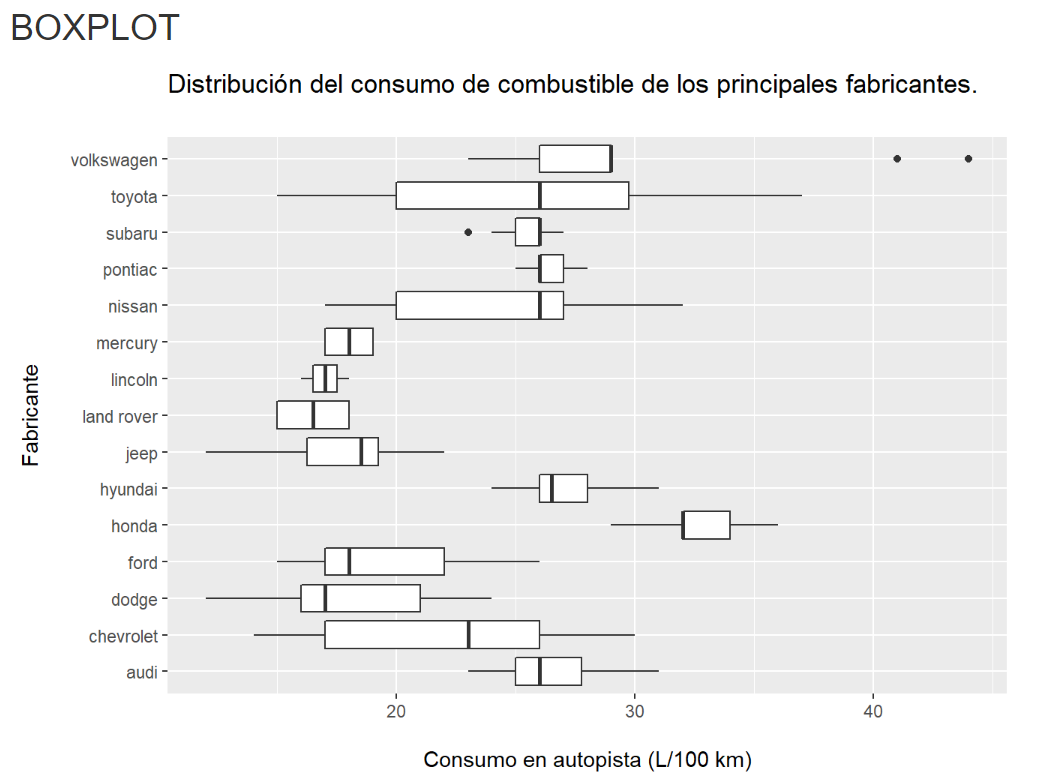 BOXPLOT
Distribución del consumo de combustible de los principales fabricantes.
Fabricante
volkswagen
toyota
subaru
pontiac
nissan
mercury
lincoln
land rover
jeep
hyundai
honda
ford
dodge
chevrolet
audi
20 30 40
Consumo en autopista (L/100 km)